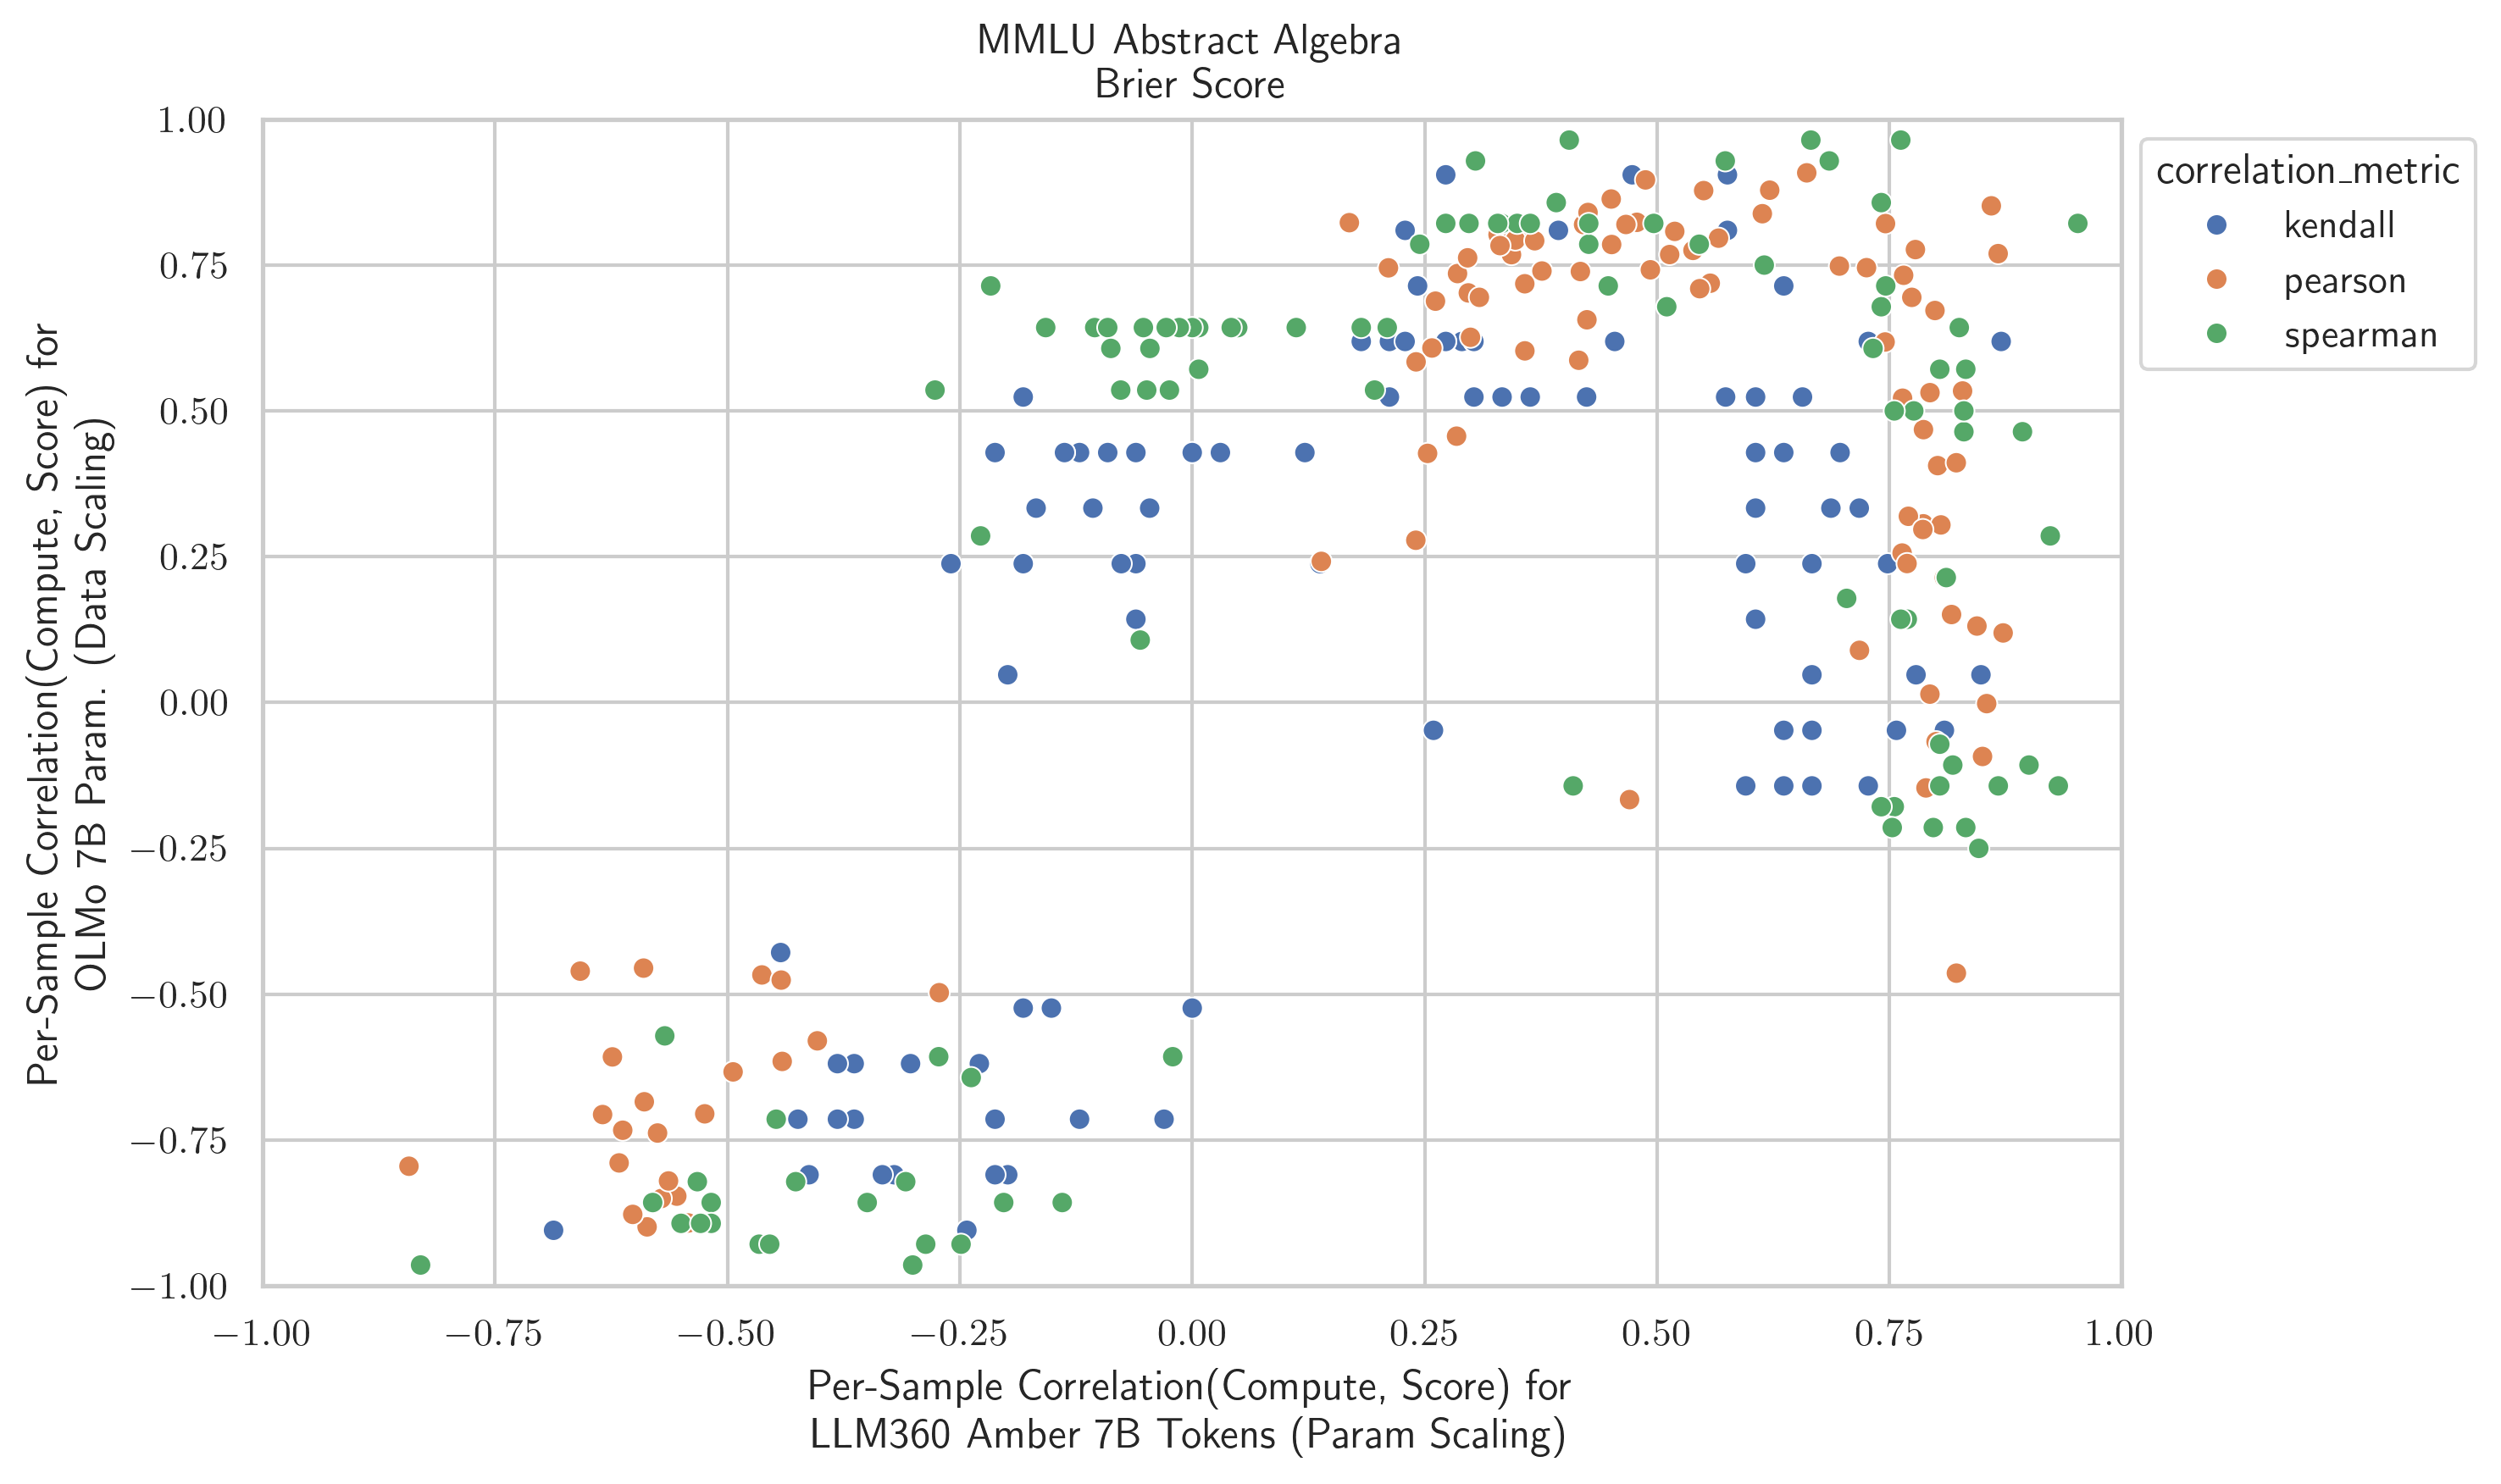 MMLU Abstract Algebra
Brier Score
Per-Sample Correlation(Compute, Score) for
OLMo 7B Param. (Data Scaling)
1.00
0.75
0.50
0.25
0.00
−0.25
−0.50
−0.75
−1.00
−1.00 −0.75 −0.50 −0.25 0.00 0.25 0.50 0.75 1.00
Per-Sample Correlation(Compute, Score) for
LLM360 Amber 7B Tokens (Param Scaling)
correlation_metric
kendall
pearson
spearman